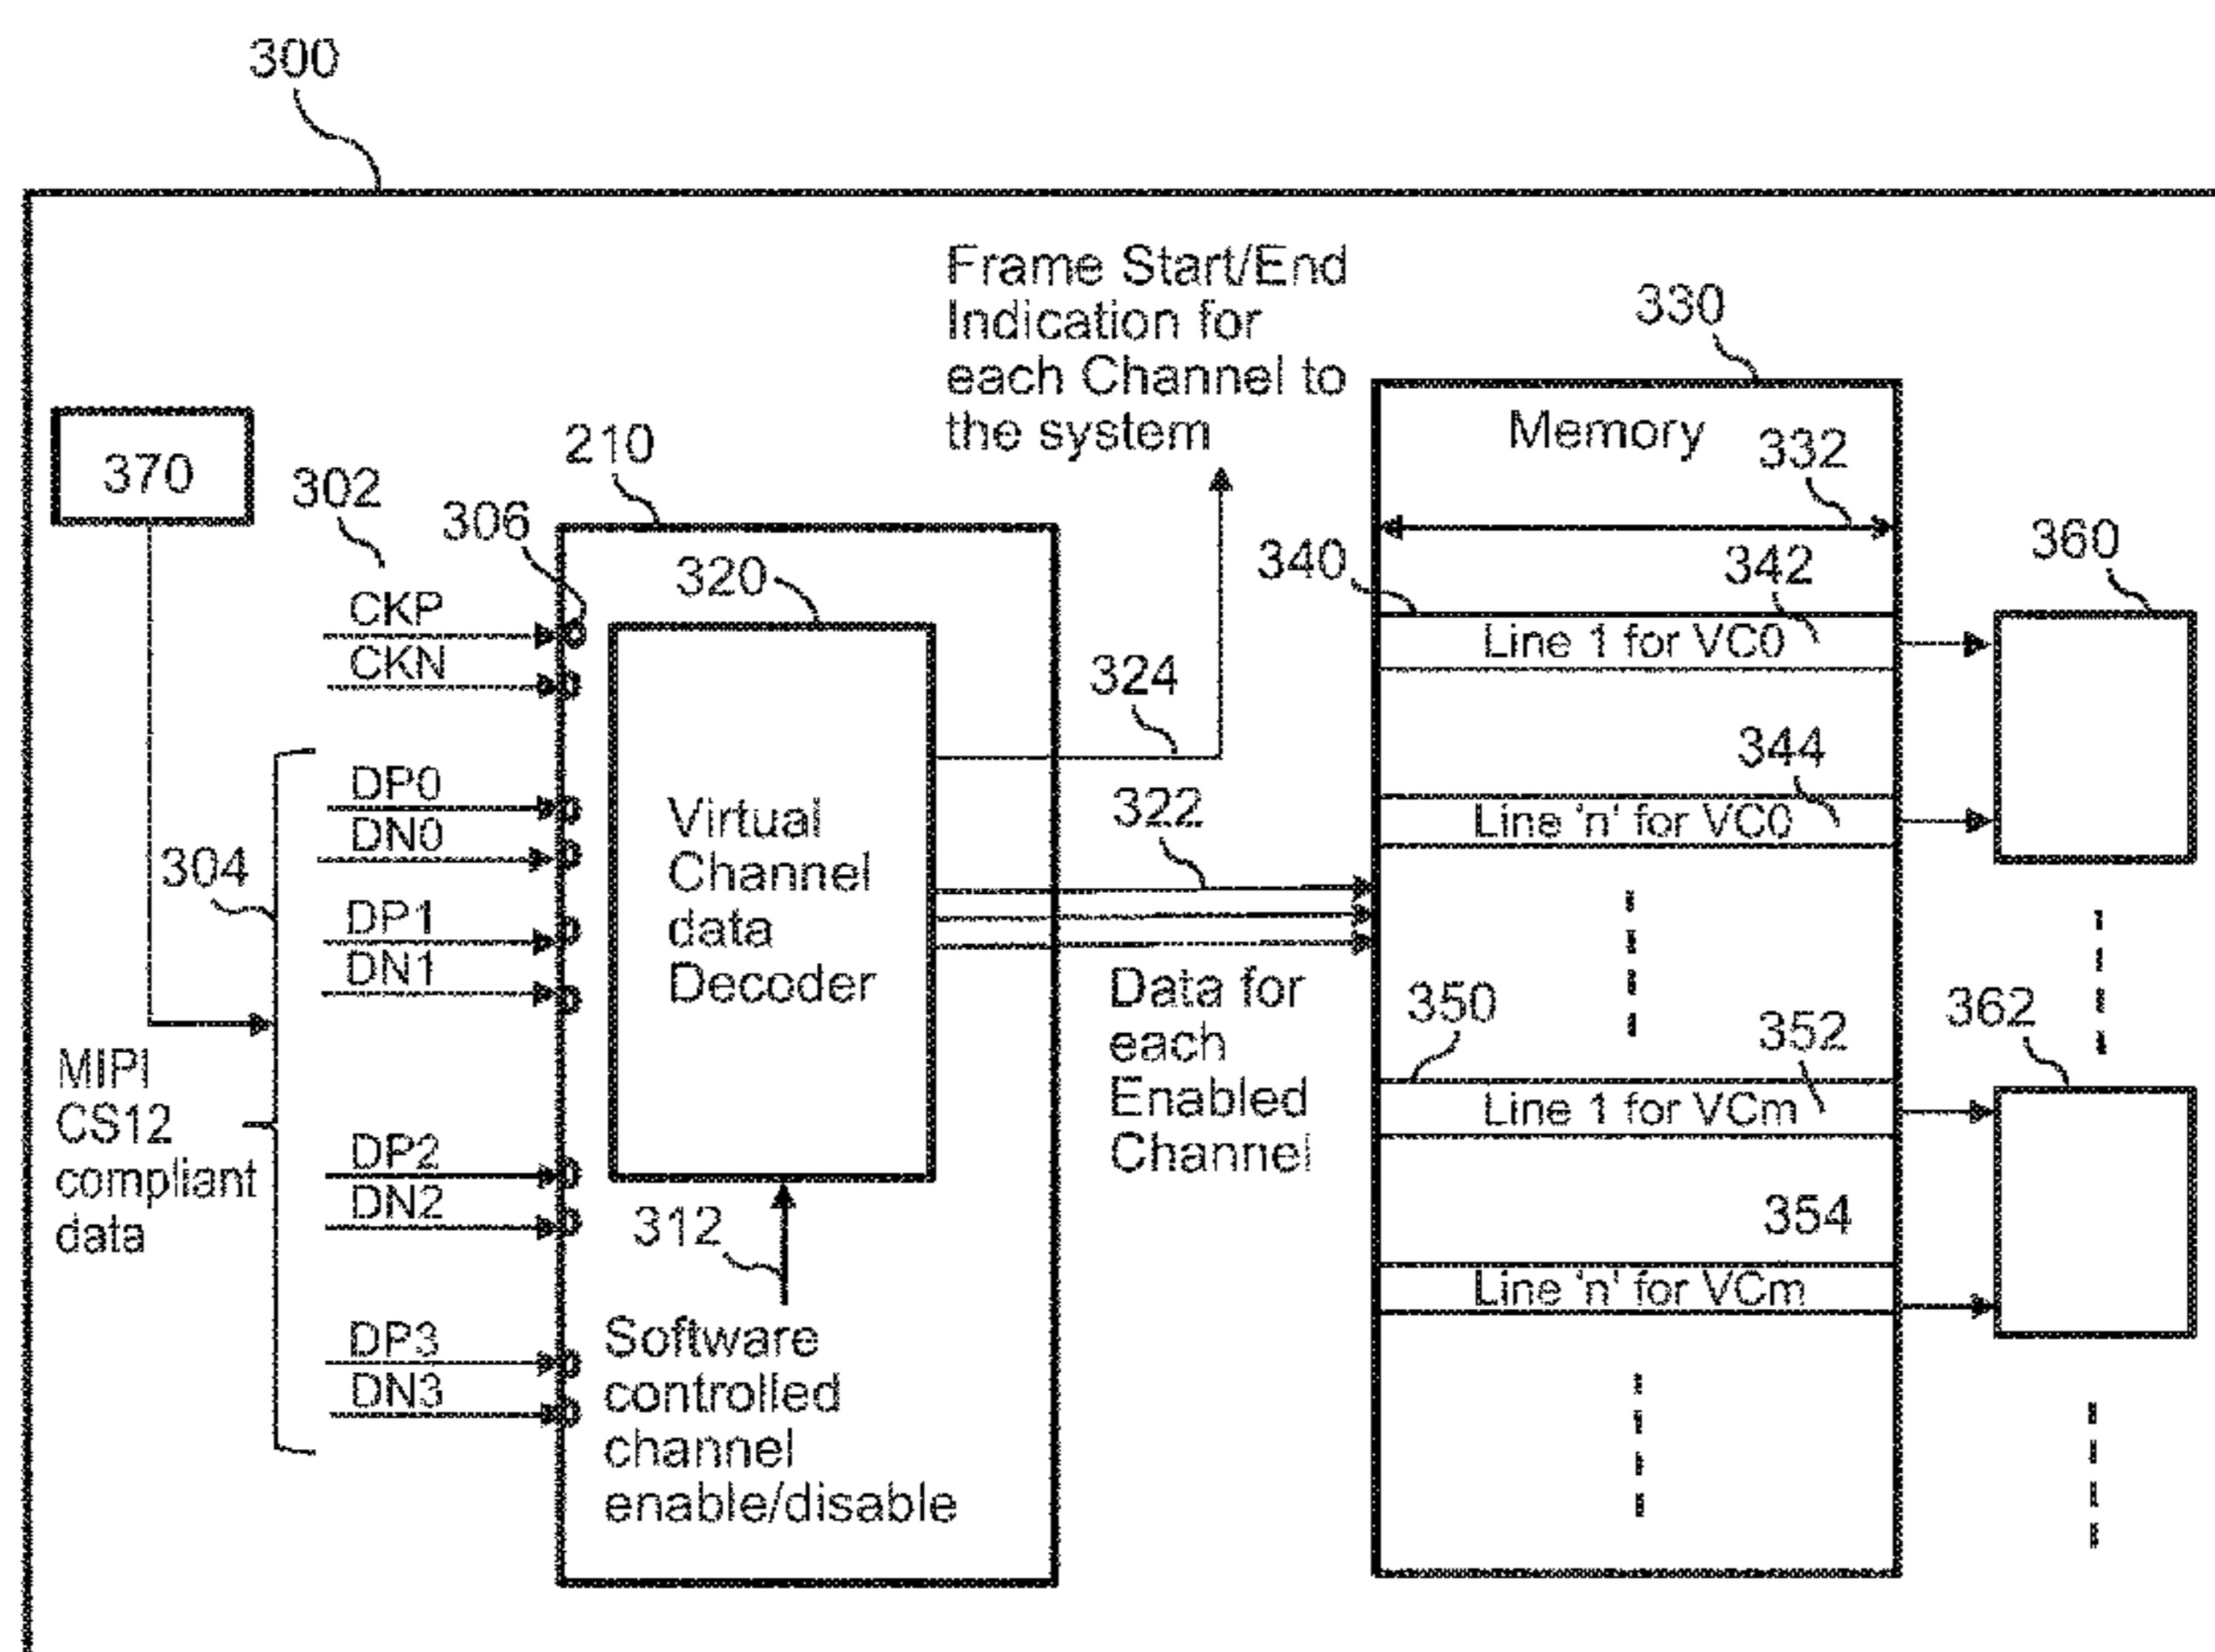 300
Frame Start/End
Indication for
each Channel to
the system
330
Memory
332
370
302
210
306
320
340
342
360
CKP
CKN
Line 1 for VC0
324
344
DP0
DN0
Line 'n' for VC0
322
304
Virtual
Channel
data
Decoder
DP1
DN1
Data for
each
Enabled
Channel
350
352
362
MIPI
CS12
compliant
data
Line 1 for VCm
DP2
DN2
312
354
Line 'n' for VCm
DP3
DN3
Software
controlled
channel
enable/disable